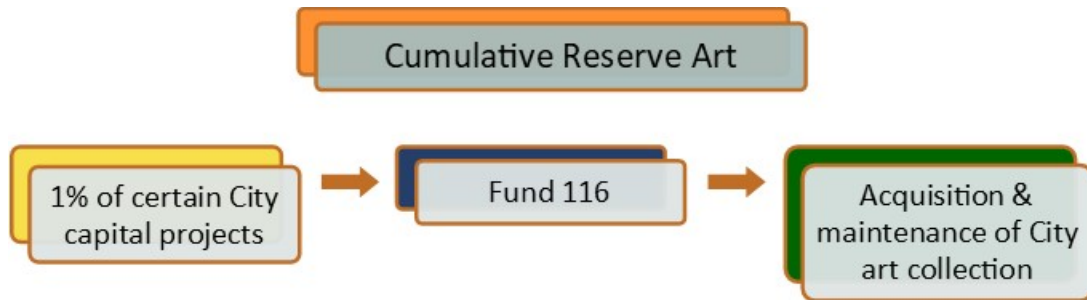 Cumulative Reserve Art
1% of certain City
capital projects
Fund 116
Acquisition &
maintenance of City
art collection